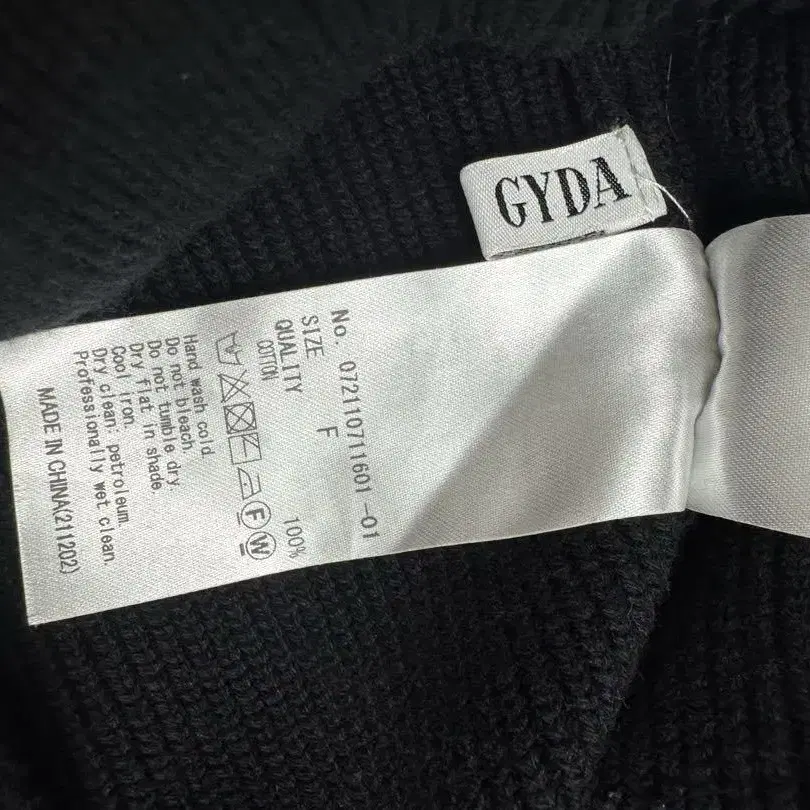 GYDA
No. 072110711601-01
SIZE F
QUALITY
COTTON 100%
Hand wash cold
Do not bleach.
Do not tumble dry.
Dry flat in shade.
Cool iron.
Dry clean, petroleum.
Professionally wet clean.
MADE IN CHINA(211202)